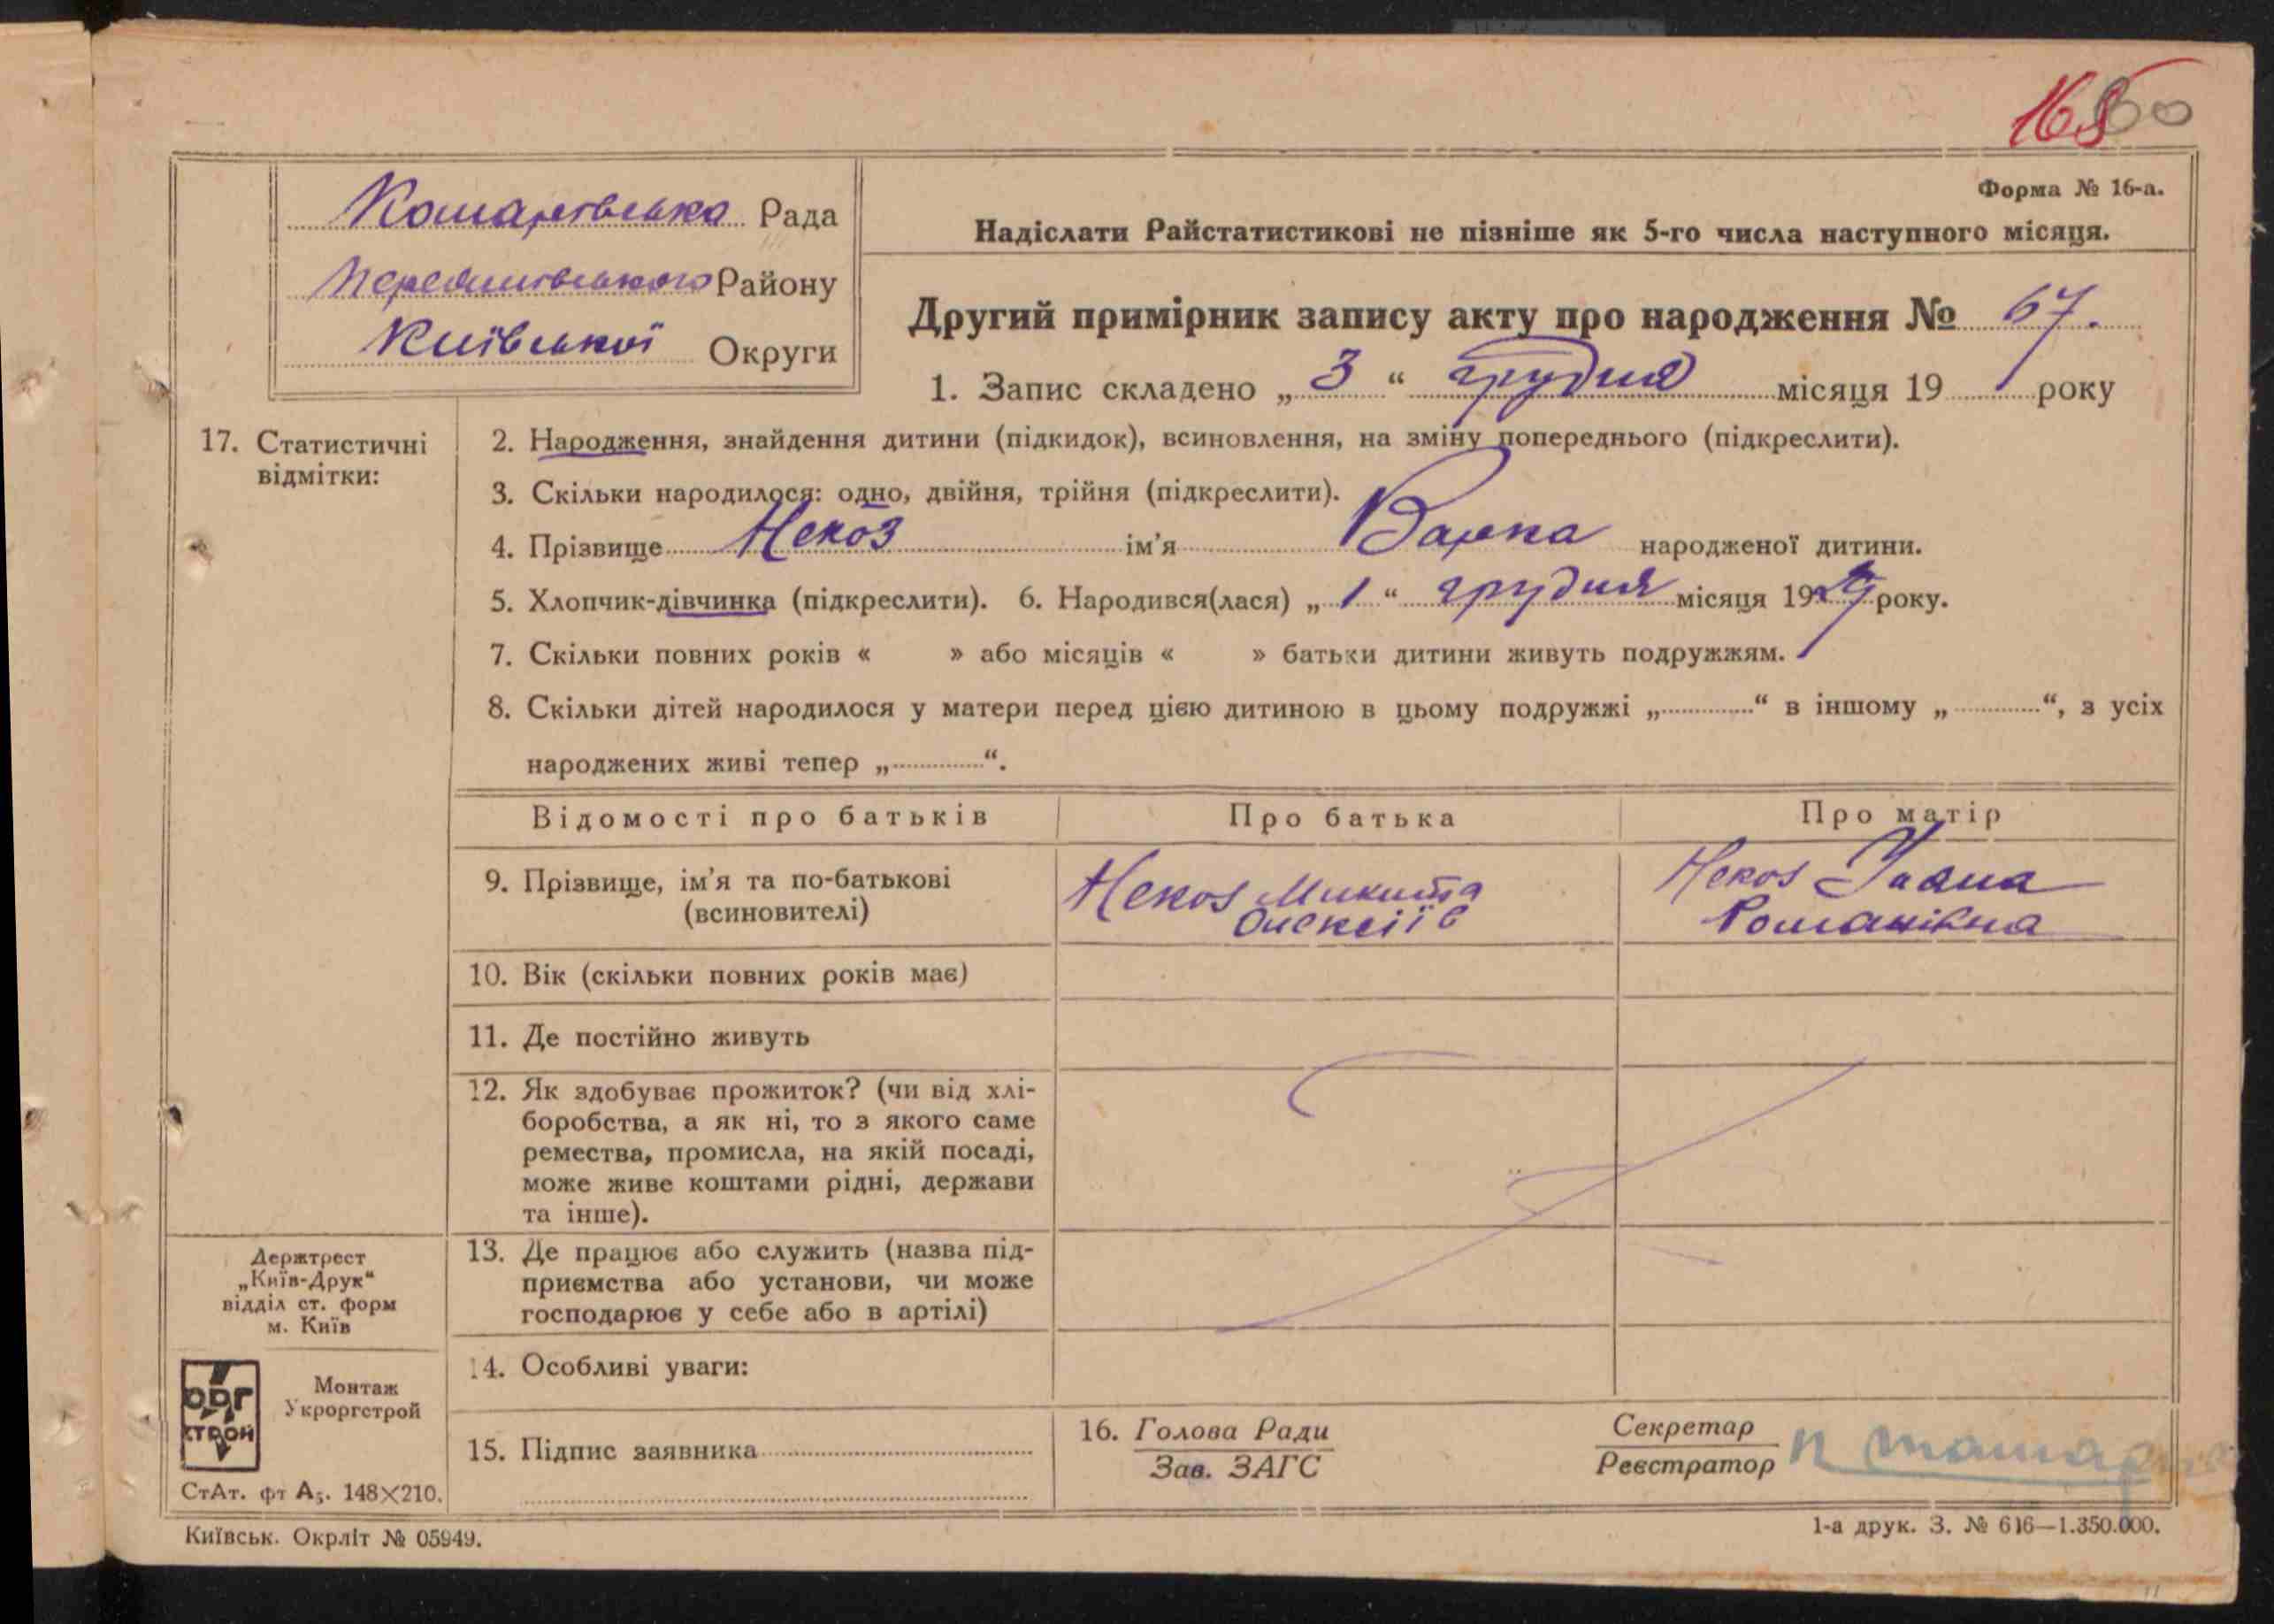 168
60
Кошарівська Рада
Району
Київської Округи
Форма № 16-а.
Надіслати Райстатистикові не пізніше як 5-го числа наступного місяця.
Другий примірник запису акту про народження № 67.
1. Запис складено „ 3 “ грудня місяця 19 року
17. Статистичні
відмітки:
2. Народження, знайдення дитини (підкидок), всиновлення, на зміну попереднього (підкреслити).
3. Скільки народилося: одно, двійня, трійня (підкреслити).
4. Прізвище Некоз ім’я Варка народженої дитини.
5. Хлопчик-дівчинка (підкреслити). 6. Народився(лася) „ 1 “ грудня місяця 1929 року.
7. Скільки повних років « » або місяців « » батьки дитини живуть подружжям.
8. Скільки дітей народилося у матери перед цією дитиною в цьому подружжі „ “ в іншому „ “, з усіх
народжених живі тепер „ “.
Відомості про батьків Про батька Про матір
9. Прізвище, ім’я та по-батькові
(всиновителі)
Некоз Микита
Олексіїв
Некоз
Романівна
10. Вік (скільки повних років має)
11. Де постійно живуть
12. Як здобуває прожиток? (чи від хлі-
боробства, а як ні, то з якого саме
ремества, промисла, на якій посаді,
може живе коштами рідні, держави
та інше).
13. Де працює або служить (назва під-
приємства або установи, чи може
господарює у себе або в артілі)
14. Особливі уваги:
15. Підпис заявника
16. Голова Ради
Зав. ЗАГС
Секретар
Реєстратор
Держтрест
„Київ-Друк“
відділ ст. форм
м. Київ
ОРГ
СТРОЙ
Монтаж
Укроргстрой
СтАт. фт А5. 148×210.
Київськ. Окрліт № 05949.
1-а друк. З. № 616—1.350.000.